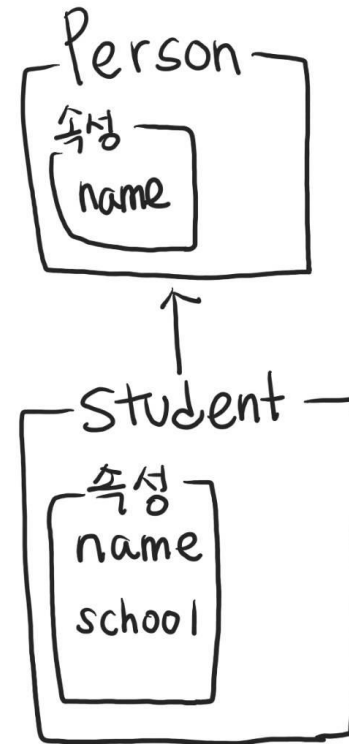 Person
속성
name
Student
속성
name
school